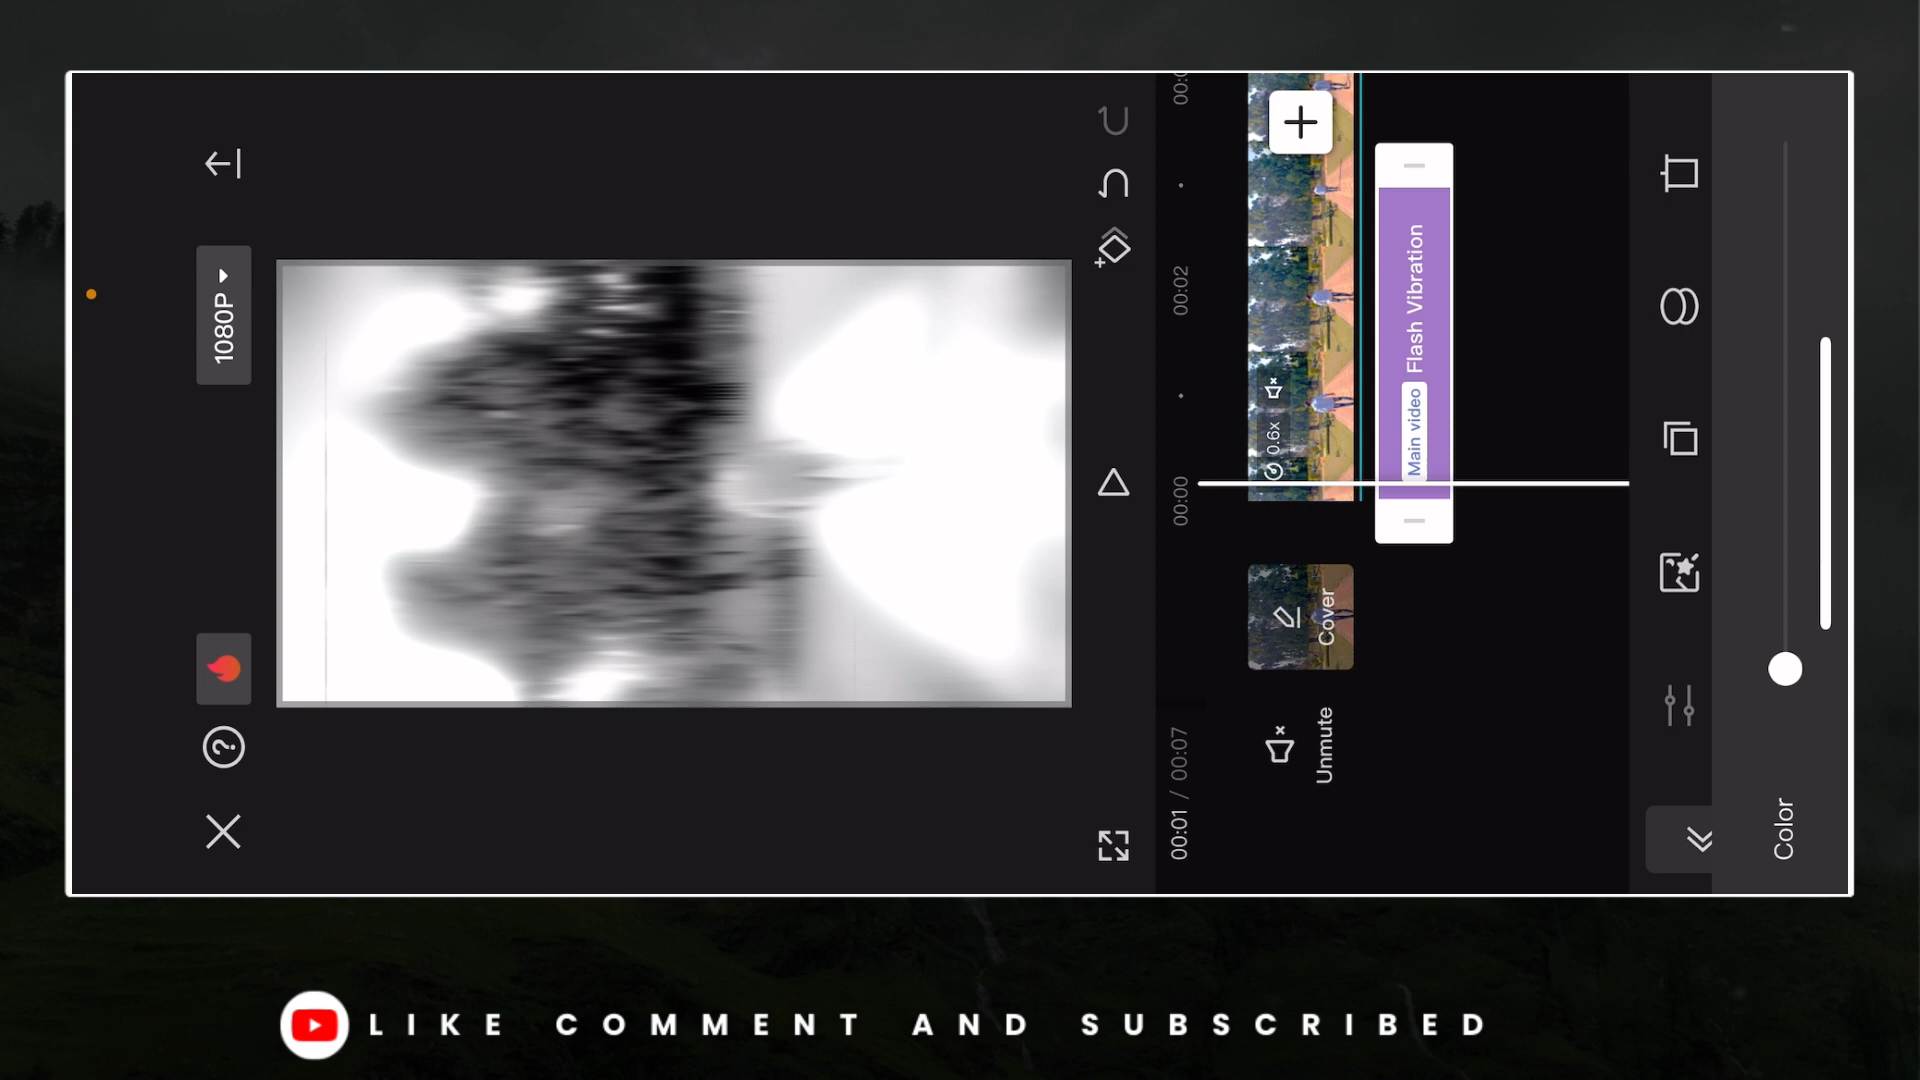 1080P
00:01 / 00:07
00:00
00:02
Unmute
Cover
0.6x
Main video Flash Vibration
Color
LIKE COMMENT AND SUBSCRIBED